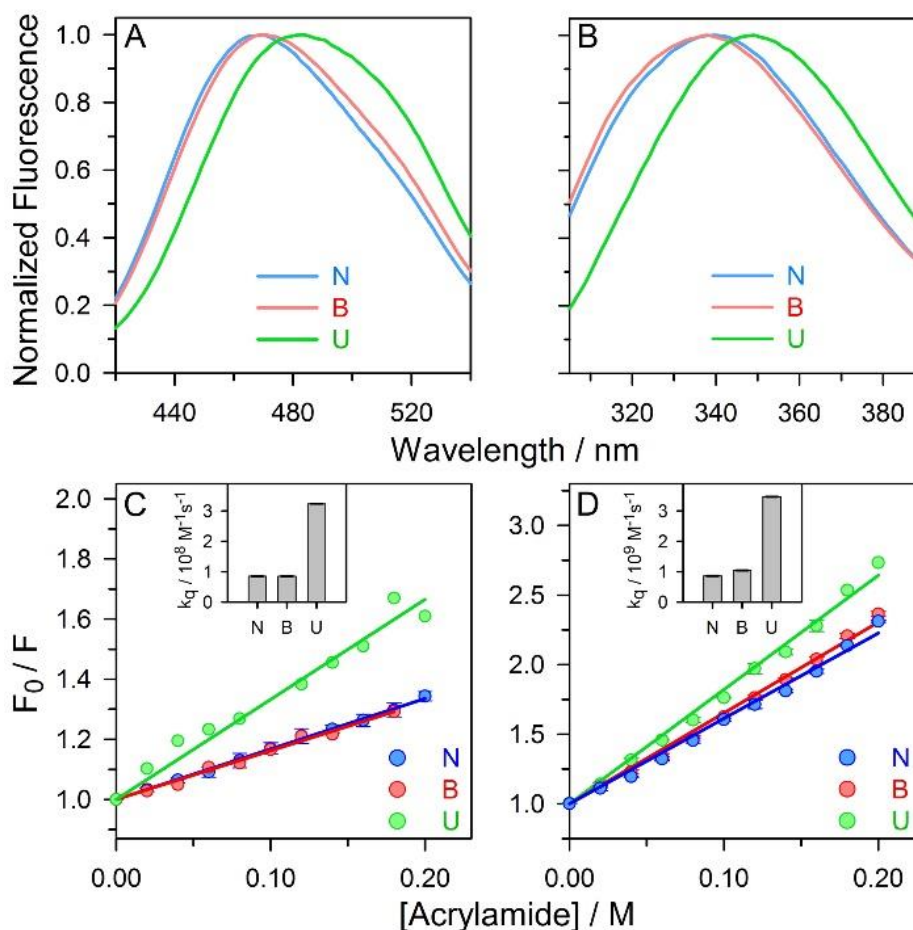 A
B
Normalized Fluorescence
1.0
0.8
0.6
0.4
0.2
0.0
N
B
U
N
B
U
440
480
520
320
340
360
380
Wavelength / nm
C
D
F0 / F
2.0
1.8
1.6
1.4
1.2
1.0
kq / 10⁸ M⁻¹s⁻¹
3
2
1
0
N B U
N
B
U
3.0
2.5
2.0
1.5
1.0
kq / 10⁹ M⁻¹s⁻¹
3
2
1
0
N B U
N
B
U
0.00
0.10
0.20
0.00
0.10
0.20
[Acrylamide] / M